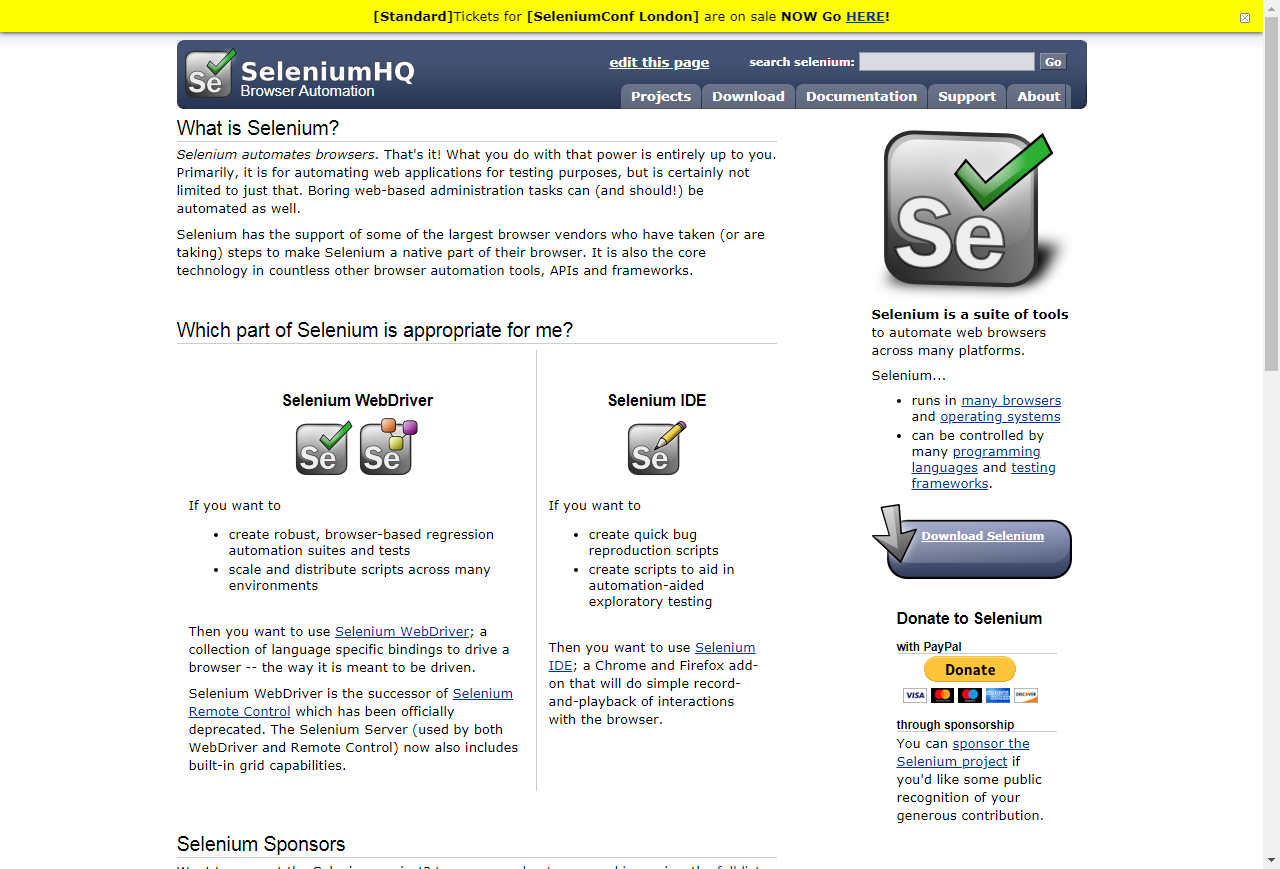 [Standard]Tickets for [SeleniumConf London] are on sale NOW Go HERE!
SeleniumHQ
Browser Automation
edit this page
search selenium:
Go
Projects
Download
Documentation
Support
About
What is Selenium?
Selenium automates browsers. That's it! What you do with that power is entirely up to you.
Primarily, it is for automating web applications for testing purposes, but is certainly not
limited to just that. Boring web-based administration tasks can (and should!) be
automated as well.
Selenium has the support of some of the largest browser vendors who have taken (or are
taking) steps to make Selenium a native part of their browser. It is also the core
technology in countless other browser automation tools, APIs and frameworks.
Which part of Selenium is appropriate for me?
Selenium WebDriver
Se
Se
If you want to
• create robust, browser-based regression
automation suites and tests
• scale and distribute scripts across many
environments
Then you want to use Selenium WebDriver; a
collection of language specific bindings to drive a
browser -- the way it is meant to be driven.
Selenium WebDriver is the successor of Selenium
Remote Control which has been officially
deprecated. The Selenium Server (used by both
WebDriver and Remote Control) now also includes
built-in grid capabilities.
Selenium IDE
Se
If you want to
• create quick bug
reproduction scripts
• create scripts to aid in
automation-aided
exploratory testing
Then you want to use Selenium
IDE; a Chrome and Firefox add-
on that will do simple record-
and-playback of interactions
with the browser.
Selenium Sponsors
Se
Se
Selenium is a suite of tools
to automate web browsers
across many platforms.
Selenium...
• runs in many browsers
and operating systems
• can be controlled by
many programming
languages and testing
frameworks.
Download Selenium
Donate to Selenium
with PayPal
Donate
VISA
DISCOVER
through sponsorship
You can sponsor the
Selenium project if
you'd like some public
recognition of your
generous contribution.